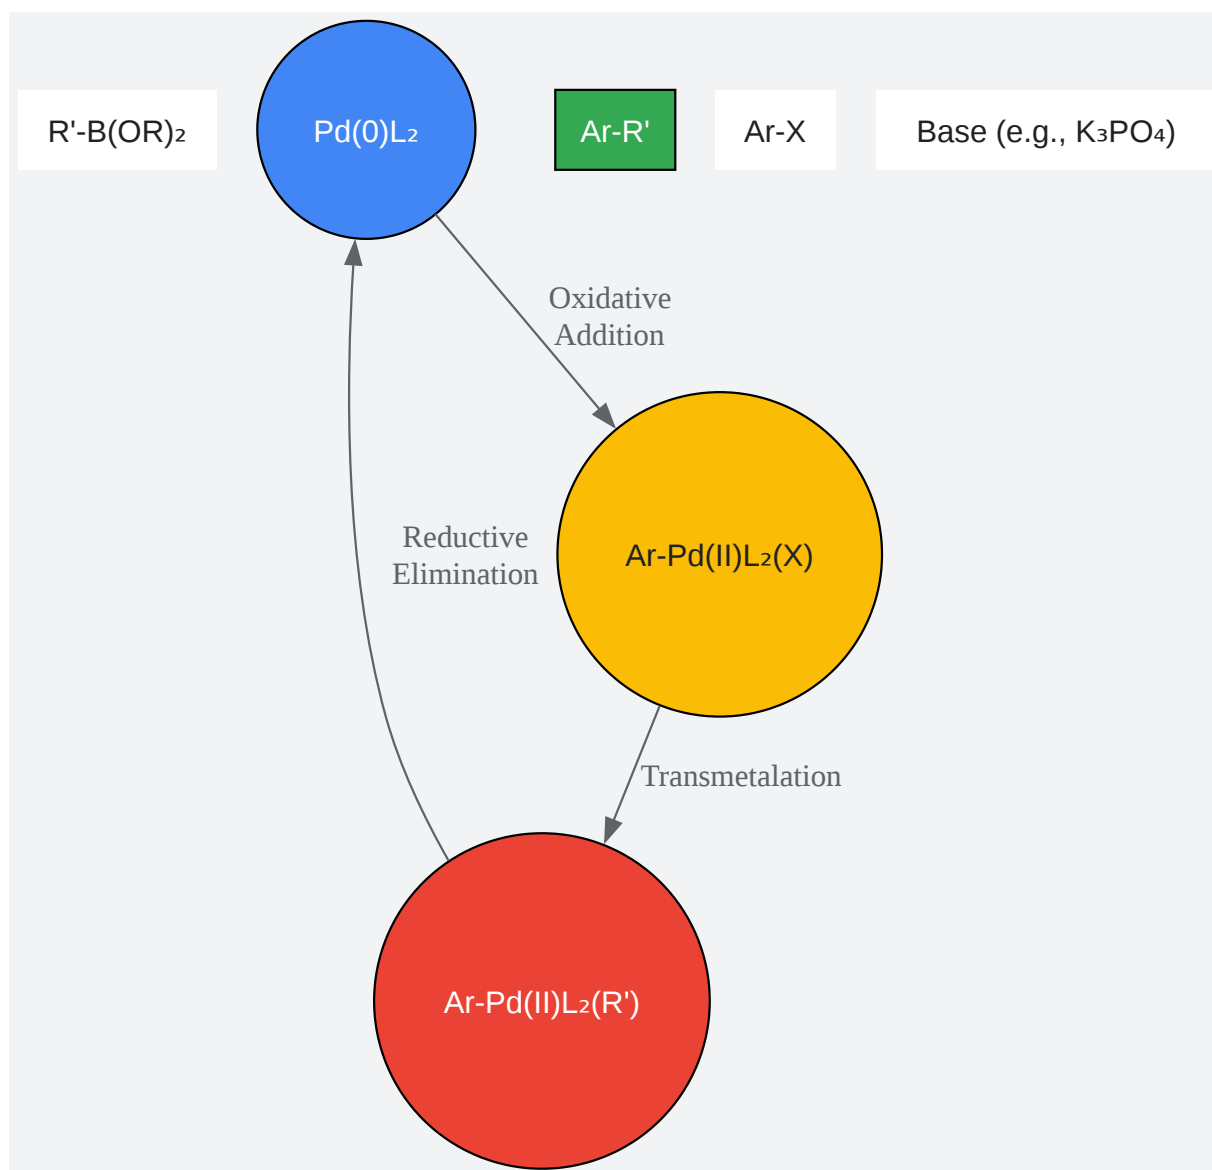 R'-B(OR)₂
Pd(0)L₂
Ar-R'
Ar-X
Base (e.g., K₃PO₄)
Oxidative
Addition
Reductive
Elimination
Ar-Pd(II)L₂(X)
Transmetalation
Ar-Pd(II)L₂(R')